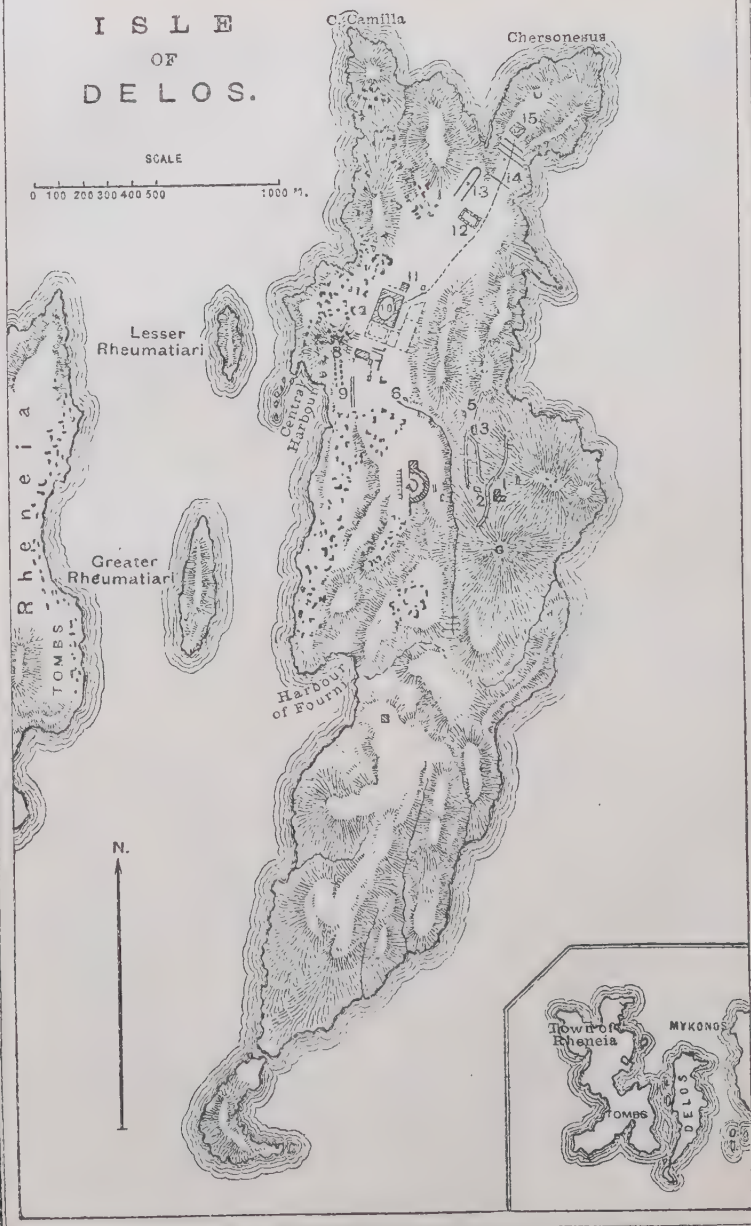 ISLE
OF
DELOS.
SCALE
0 100 200 300 400 500 1000 M.
C. Camilla
Chersonesus
15
14
13
12
11
10
Lesser
Rheumatiari
Central
Harbour
8
7
9
6
5
3
1
2
G
Rheneia
TOMBS
Greater
Rheumatiari
Harbour
of Fourni
N.
Town of
Rheneia
MYKONOS
DELOS
TOMBS